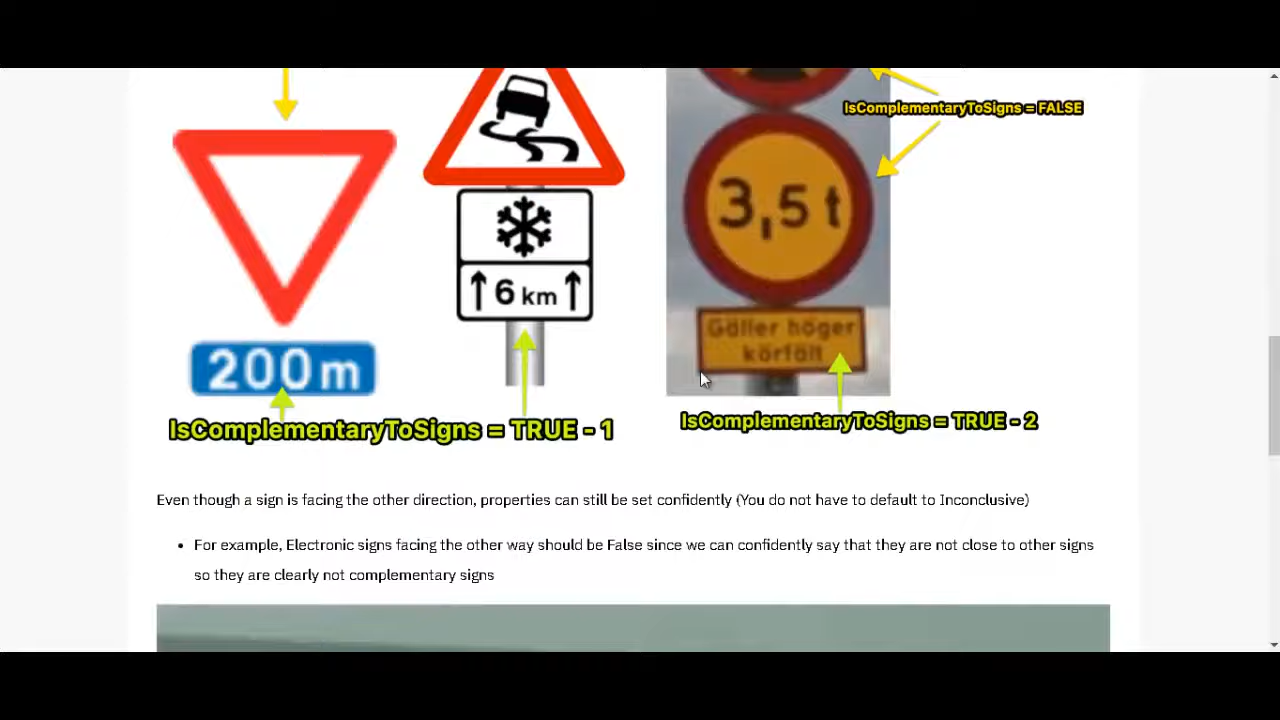 IsComplementaryToSigns = FALSE
3,5 t
6 km
Gäller höger
körfält
200m
IsComplementaryToSigns = TRUE - 1
IsComplementaryToSigns = TRUE - 2
Even though a sign is facing the other direction, properties can still be set confidently (You do not have to default to Inconclusive)
• For example, Electronic signs facing the other way should be False since we can confidently say that they are not close to other signs
so they are clearly not complementary signs